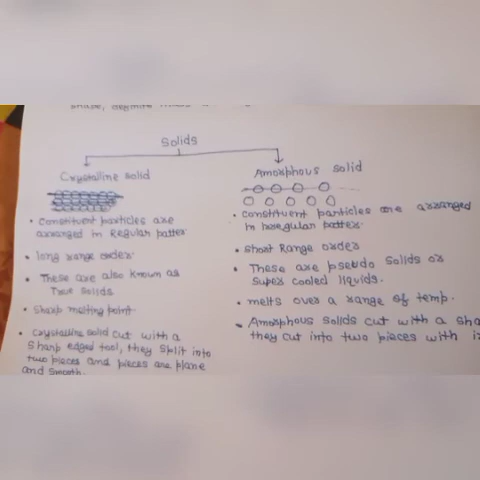 Solids
Crystalline solid
Amorphous solid
• Constituent particles are
arranged in Regular patter
• long range order
• These are also known as
True solids
• Sharp melting point
• Crystalline solid cut with a
sharp edged tool, they split into
two pieces and pieces are plane
and smooth.
• Constituent particles are arranged
in irregular patter.
• Short Range order
• These are pseudo solids or
super cooled liquids.
• melts over a range of temp.
• Amorphous solids cut with a sha
they cut into two pieces with i